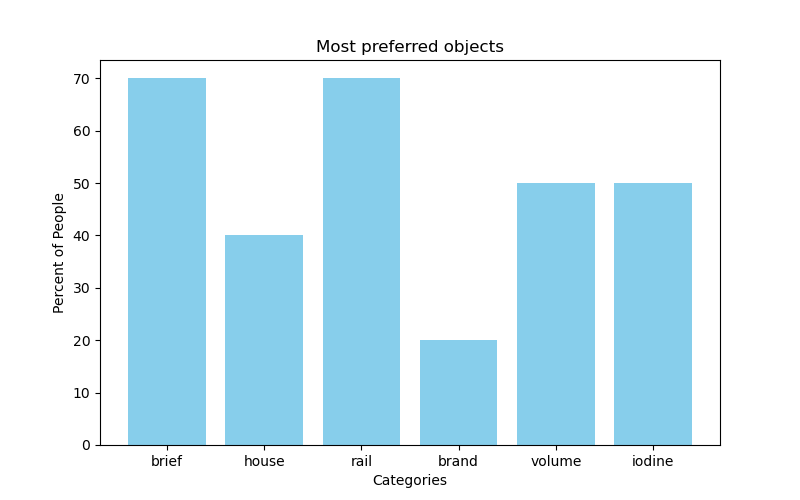 Most preferred objects
Percent of People
70
60
50
40
30
20
10
0
brief house rail brand volume iodine
Categories